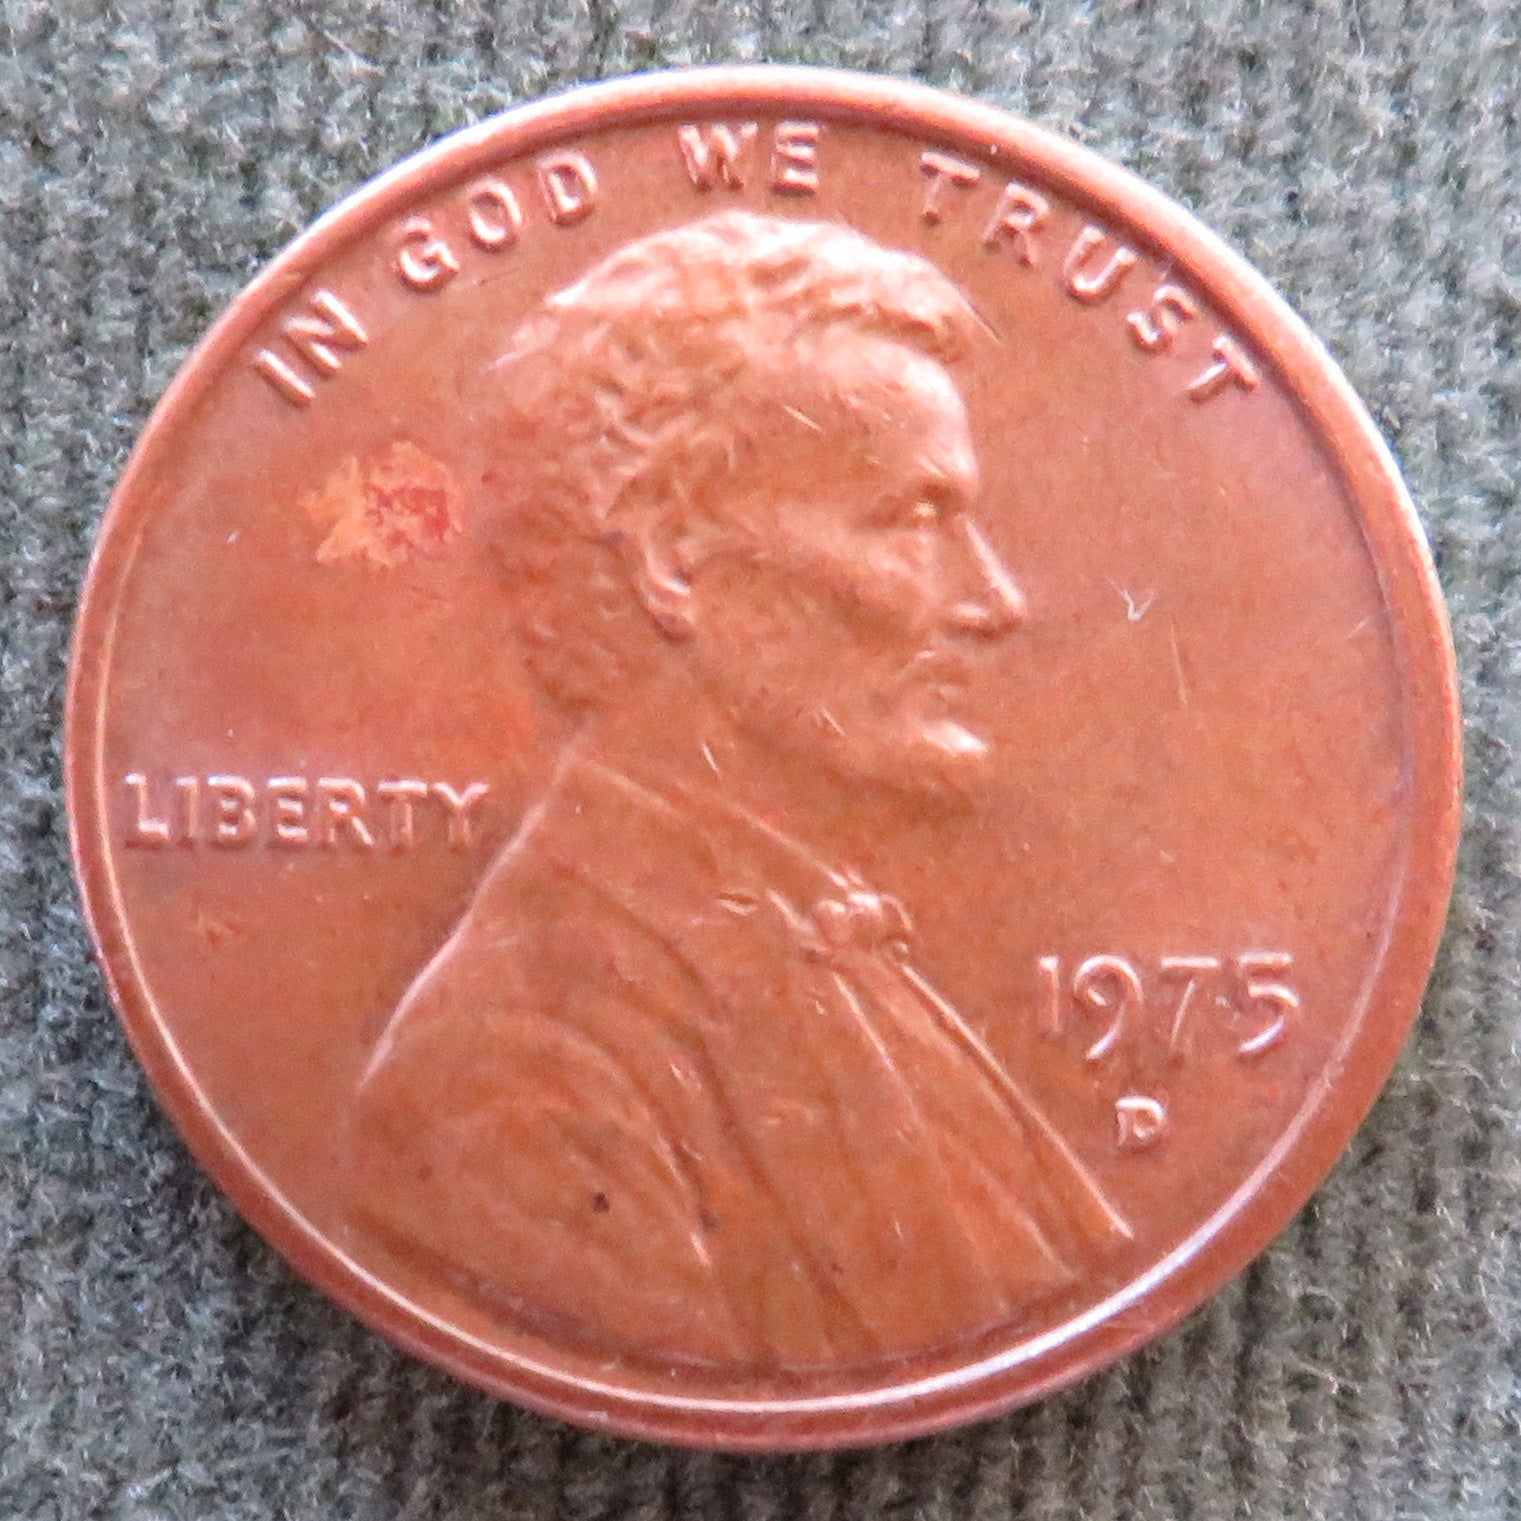 IN GOD WE TRUST
LIBERTY
1975
D